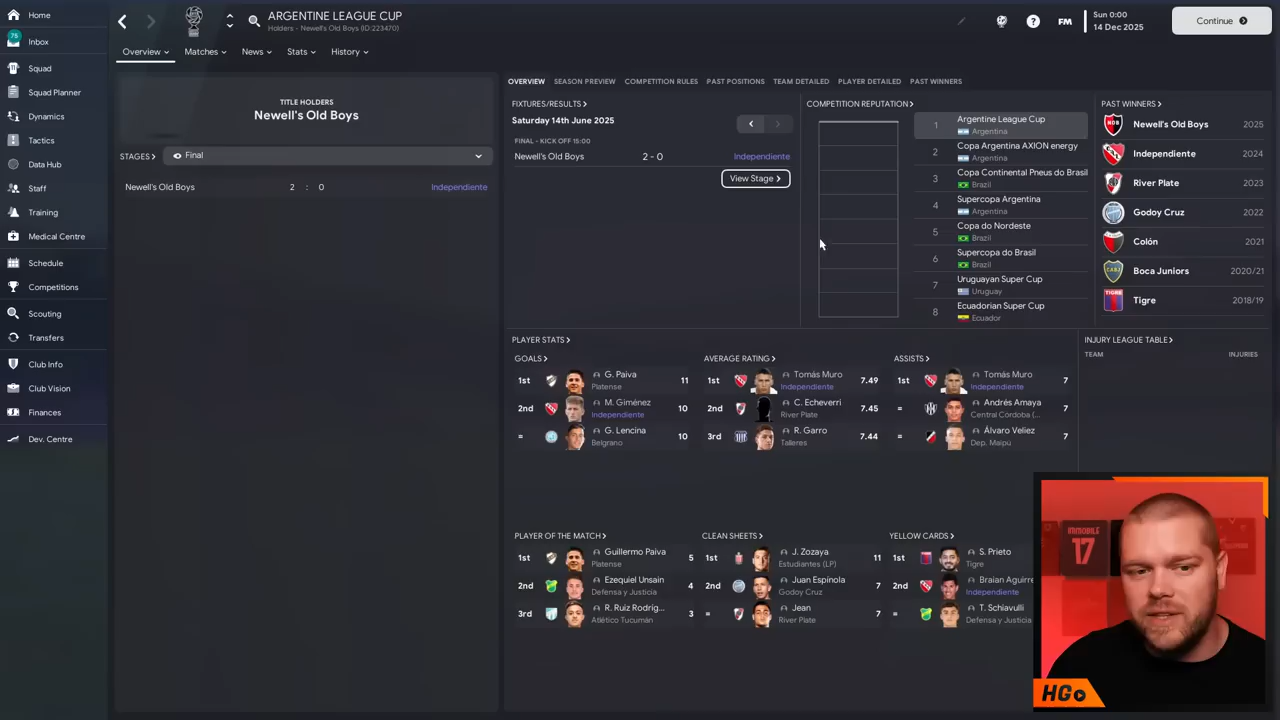 Home
75
Inbox
Squad
Squad Planner
Dynamics
Tactics
Data Hub
Staff
Training
Medical Centre
Schedule
Competitions
Scouting
Transfers
Club Info
Club Vision
Finances
Dev. Centre
ARGENTINE LEAGUE CUP
Holders - Newell's Old Boys (ID:223470)
FM
Sun 0:00
14 Dec 2025
Continue
Overview
Matches
News
Stats
History
TITLE HOLDERS
Newell's Old Boys
STAGES
Final
Newell's Old Boys 2 : 0 Independiente
OVERVIEW SEASON PREVIEW COMPETITION RULES PAST POSITIONS TEAM DETAILED PLAYER DETAILED PAST WINNERS
FIXTURES/RESULTS
Saturday 14th June 2025
FINAL - KICK OFF 15:00
Newell's Old Boys 2 - 0 Independiente
View Stage
COMPETITION REPUTATION
1 Argentine League Cup
Argentina
2 Copa Argentina AXION energy
Argentina
3 Copa Continental Pneus do Brasil
Brazil
4 Supercopa Argentina
Argentina
5 Copa do Nordeste
Brazil
6 Supercopa do Brasil
Brazil
7 Uruguayan Super Cup
Uruguay
8 Ecuadorian Super Cup
Ecuador
PAST WINNERS
Newell's Old Boys 2025
Independiente 2024
River Plate 2023
Godoy Cruz 2022
Colón 2021
Boca Juniors 2020/21
Tigre 2018/19
PLAYER STATS
GOALS
1st G. Paiva 11
Platense
2nd M. Giménez 10
Independiente
= G. Lencina 10
Belgrano
AVERAGE RATING
1st Tomás Muro 7.49
Independiente
2nd C. Echeverri 7.45
River Plate
3rd R. Garro 7.44
Talleres
ASSISTS
1st Tomás Muro 7
Independiente
= Andrés Amaya 7
Central Córdoba (...
= Álvaro Veliez 7
Dep. Maipú
INJURY LEAGUE TABLE
TEAM INJURIES
PLAYER OF THE MATCH
1st Guillermo Paiva 5
Platense
2nd Ezequiel Unsain 4
Defensa y Justicia
3rd R. Ruiz Rodríg... 3
Atlético Tucumán
CLEAN SHEETS
1st J. Zozaya 11
Estudiantes (LP)
2nd Juan Espínola 7
Godoy Cruz
= Jean 7
River Plate
YELLOW CARDS
1st S. Prieto
Tigre
2nd Braian Aguirre
Independiente
= T. Schiavulli
Defensa y Justicia
IMMOBILE
17
HG